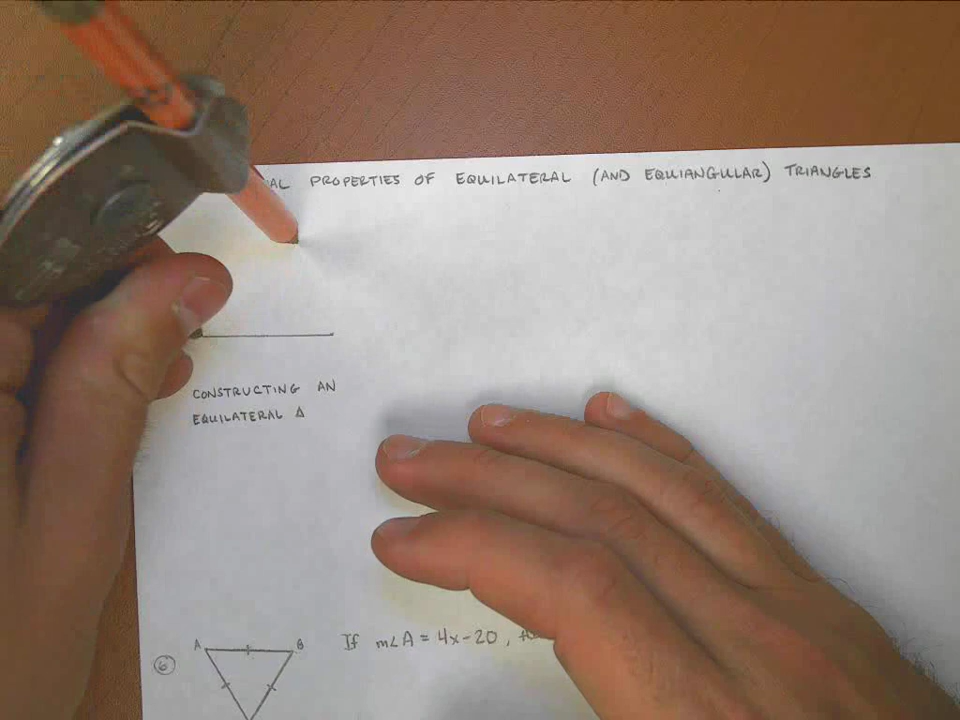 PROPERTIES OF EQUILATERAL (AND EQUIANGULAR) TRIANGLES
CONSTRUCTING AN
EQUILATERAL Δ
6
A B
If m∠A = 4x-20,